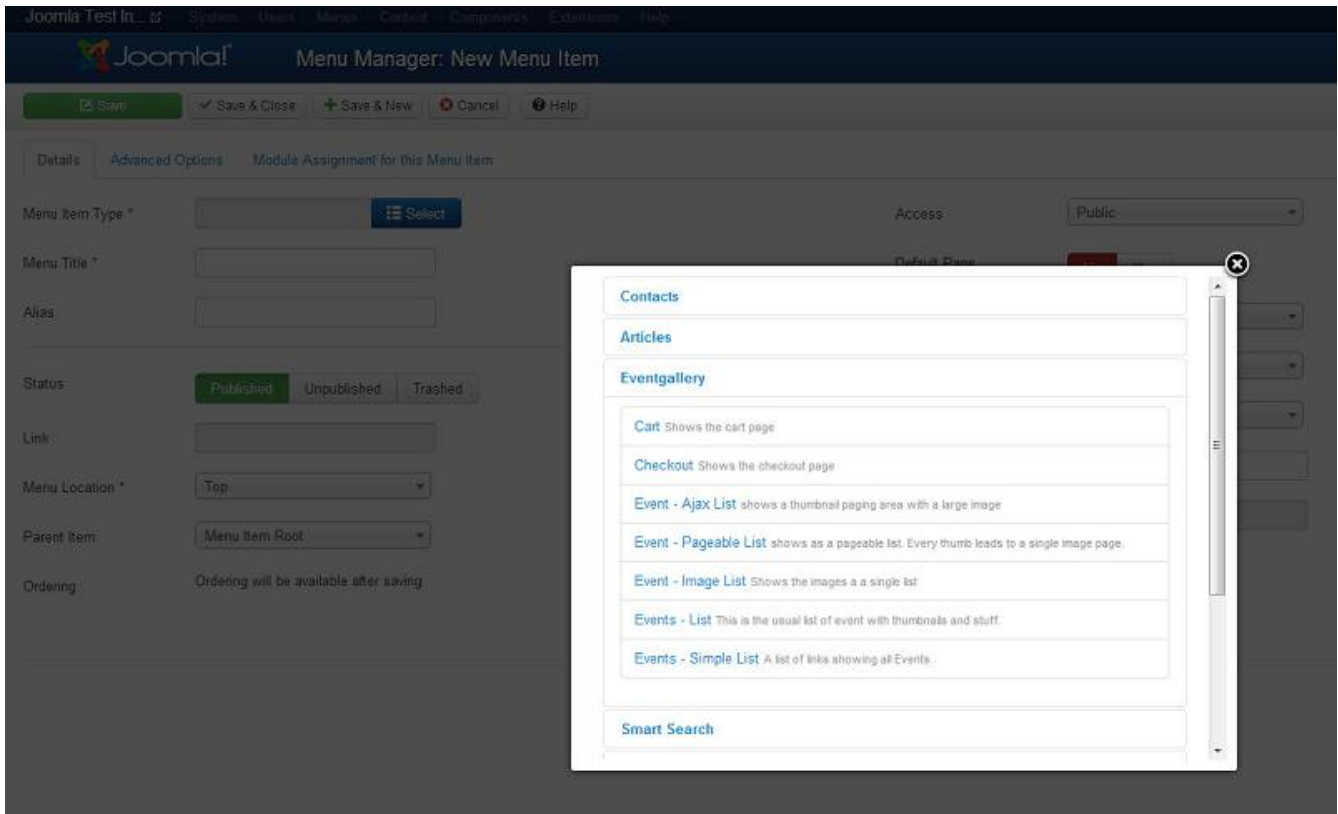 Joomla Test In... System Users Menus Content Components Extensions Help
Joomla! Menu Manager: New Menu Item
Save Save & Close Save & New Cancel Help
Details Advanced Options Module Assignment for this Menu Item
Menu Item Type * Select Access Public
Menu Title * Default Page
Alias
Contacts
Articles
Eventgallery
Cart Shows the cart page
Checkout Shows the checkout page
Event - Ajax List shows a thumbnail paging area with a large image
Event - Pageable List shows as a pageable list. Every thumb leads to a single image page.
Event - Image List Shows the images a a single list
Events - List This is the usual list of event with thumbnails and stuff.
Events - Simple List A list of links showing all Events
Smart Search
Status Published Unpublished Trashed
Link
Menu Location * Top
Parent Item Menu Item Root
Ordering Ordering will be available after saving